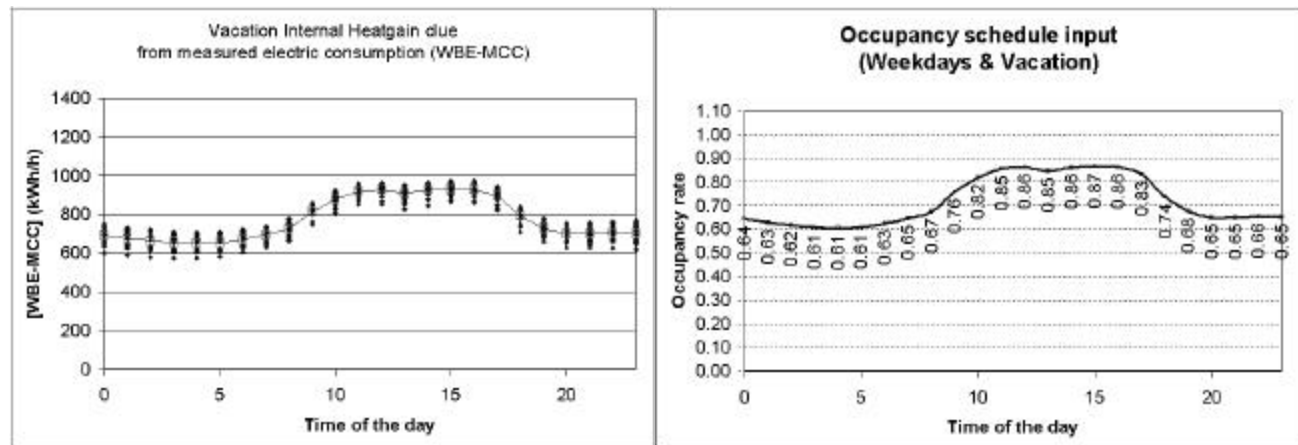 Vacation Internal Heatgain due
from measured electric consumption (WBE-MCC)
1400
1200
1000
800
600
400
200
0
[WBE-MCC] (kWh/h)
0 5 10 15 20
Time of the day
Occupancy schedule input
(Weekdays & Vacation)
1.10
1.00
0.90
0.80
0.70
0.60
0.50
0.40
0.30
0.20
0.10
0.00
Occupancy rate
0.64 0.63 0.62 0.61 0.61 0.61 0.63 0.65 0.67 0.76 0.82 0.85 0.86 0.85 0.86 0.87 0.86 0.83 0.74 0.68 0.65 0.65 0.66 0.65
0 5 10 15 20
Time of the day